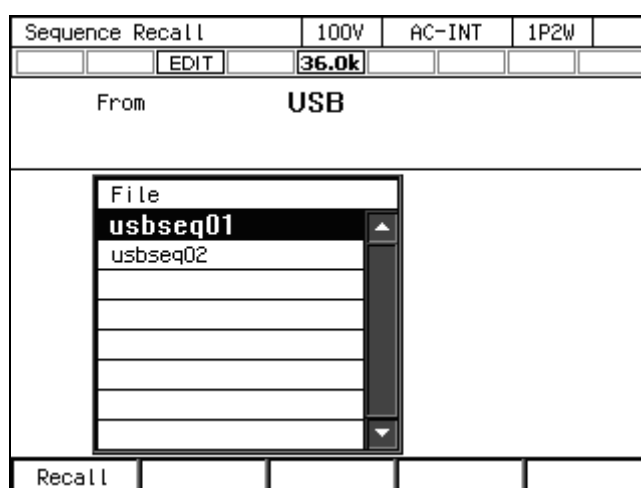 Sequence Recall 100V AC-INT 1P2W
EDIT 36.0k
From USB
File
usbseq01
usbseq02
Recall